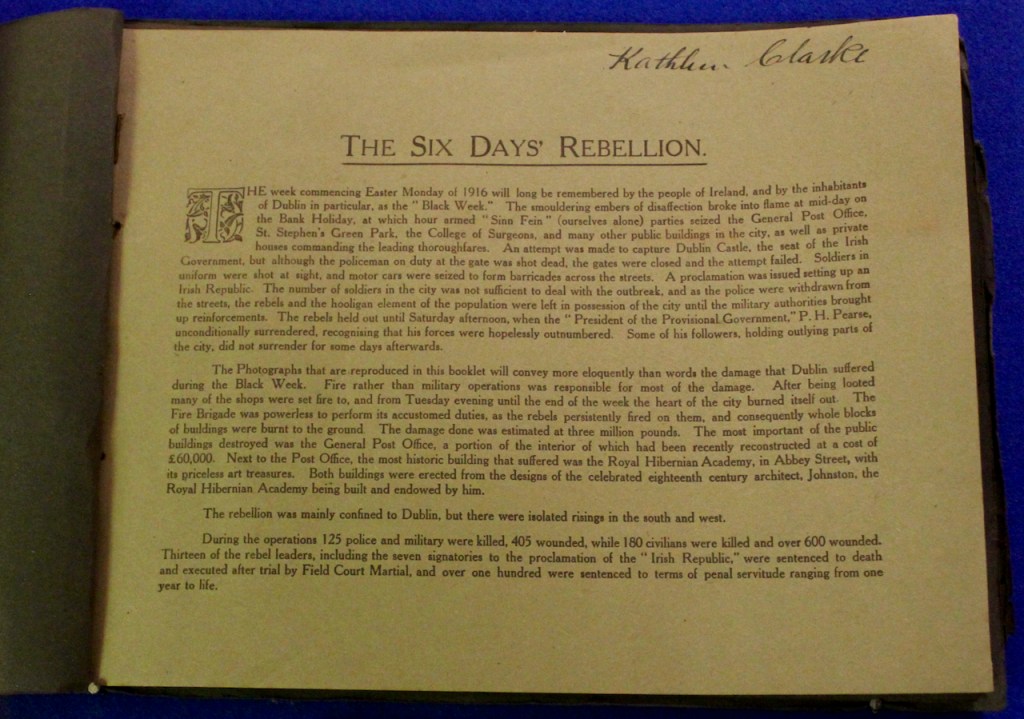 Kathleen Clarke
THE SIX DAYS' REBELLION.
THE week commencing Easter Monday of 1916 will long be remembered by the people of Ireland, and by the inhabitants
of Dublin in particular, as the "Black Week." The smouldering embers of disaffection broke into flame at mid-day on
the Bank Holiday, at which hour armed "Sinn Fein" (ourselves alone) parties seized the General Post Office,
St. Stephen's Green Park, the College of Surgeons, and many other public buildings in the city, as well as private
houses commanding the leading thoroughfares. An attempt was made to capture Dublin Castle, the seat of the Irish
Government, but although the policeman on duty at the gate was shot dead, the gates were closed and the attempt failed. Soldiers in
uniform were shot at sight, and motor cars were seized to form barricades across the streets. A proclamation was issued setting up an
Irish Republic. The number of soldiers in the city was not sufficient to deal with the outbreak, and as the police were withdrawn from
the streets, the rebels and the hooligan element of the population were left in possession of the city until the military authorities brought
up reinforcements. The rebels held out until Saturday afternoon, when the "President of the Provisional Government," P. H. Pearse,
unconditionally surrendered, recognising that his forces were hopelessly outnumbered. Some of his followers, holding outlying parts of
the city, did not surrender for some days afterwards.
The Photographs that are reproduced in this booklet will convey more eloquently than words the damage that Dublin suffered
during the Black Week. Fire rather than military operations was responsible for most of the damage. After being looted
many of the shops were set fire to, and from Tuesday evening until the end of the week the heart of the city burned itself out. The
Fire Brigade was powerless to perform its accustomed duties, as the rebels persistently fired on them, and consequently whole blocks
of buildings were burnt to the ground The damage done was estimated at three million pounds. The most important of the public
buildings destroyed was the General Post Office, a portion of the interior of which had been recently reconstructed at a cost of
£60,000. Next to the Post Office, the most historic building that suffered was the Royal Hibernian Academy, in Abbey Street, with
its priceless art treasures. Both buildings were erected from the designs of the celebrated eighteenth century architect, Johnston, the
Royal Hibernian Academy being built and endowed by him.
The rebellion was mainly confined to Dublin, but there were isolated risings in the south and west.
During the operations 125 police and military were killed, 405 wounded, while 180 civilians were killed and over 600 wounded.
Thirteen of the rebel leaders, including the seven signatories to the proclamation of the "Irish Republic," were sentenced to death
and executed after trial by Field Court Martial, and over one hundred were sentenced to terms of penal servitude ranging from one
year to life.